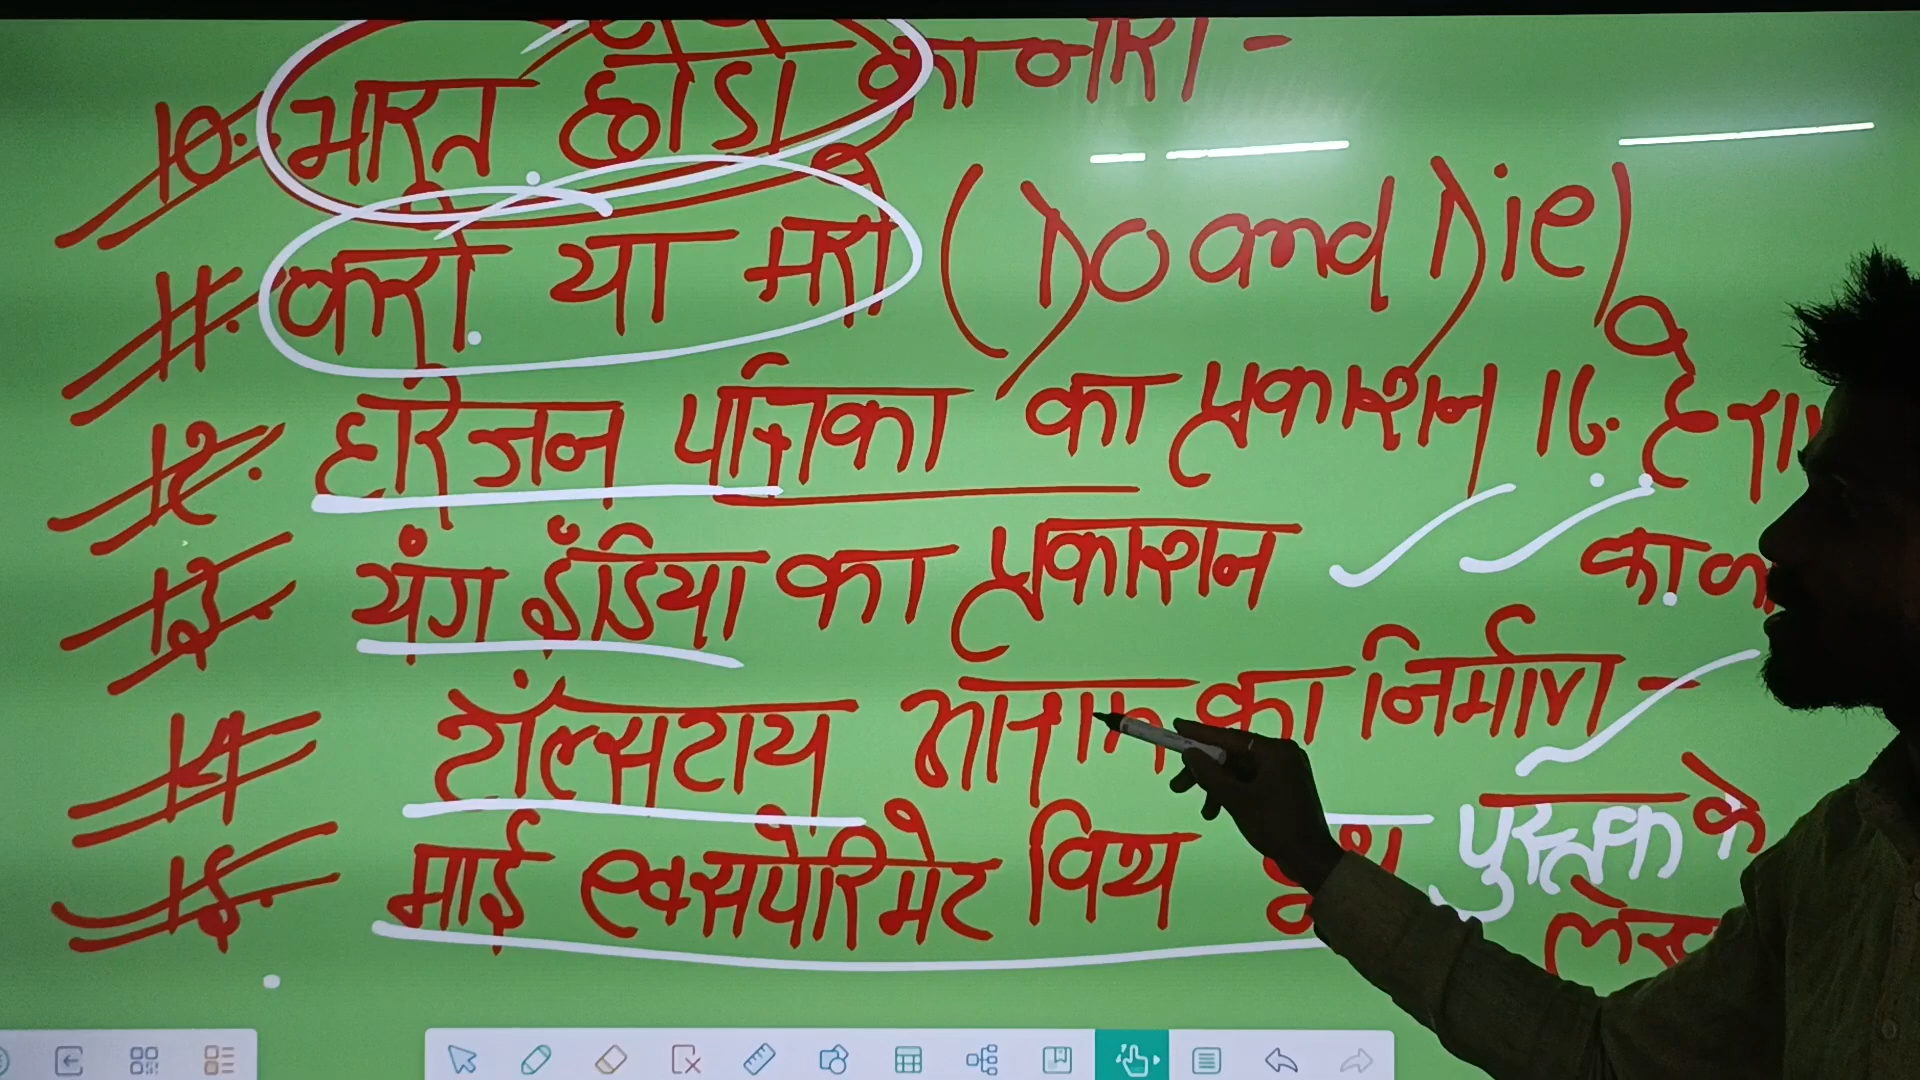 10. भारत छोडो का नारा -
11. करो या मरो (Do and Die)
12. हरिजन पत्रिका का प्रकाशन 16.
13. यंग इंडिया का प्रकाशन
14 टॉल्सटाय आश्रम का निर्माण -
15. माई एक्सपेरिमेंट विथ पुस्तक के